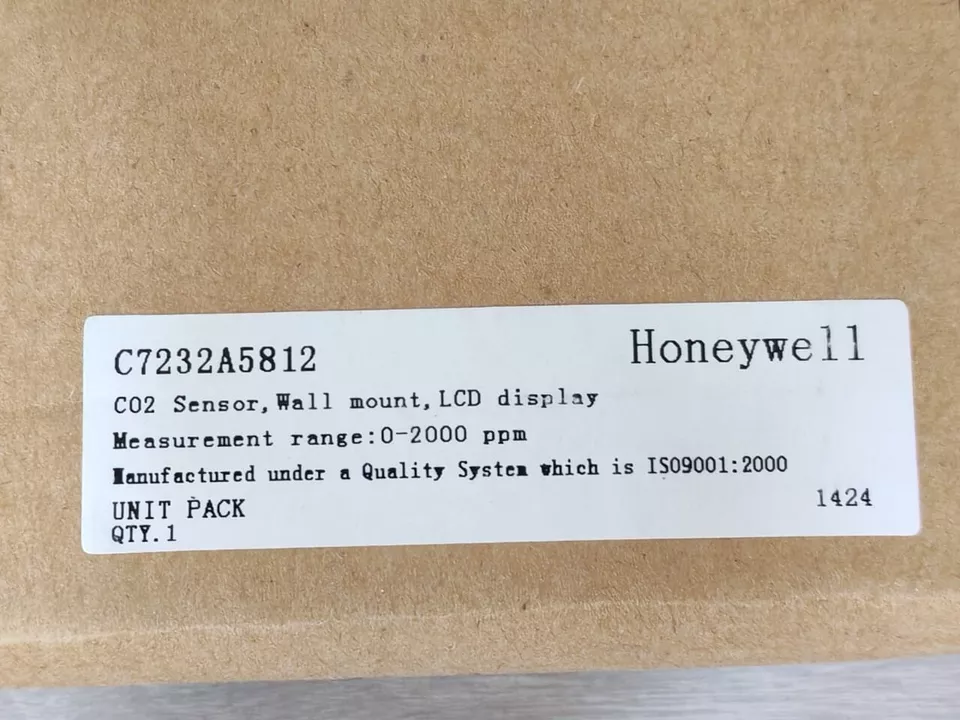 C7232A5812 Honeywell
CO2 Sensor, Wall mount, LCD display
Measurement range:0-2000 ppm
Manufactured under a Quality System which is ISO9001:2000
UNIT PACK 1424
QTY. 1